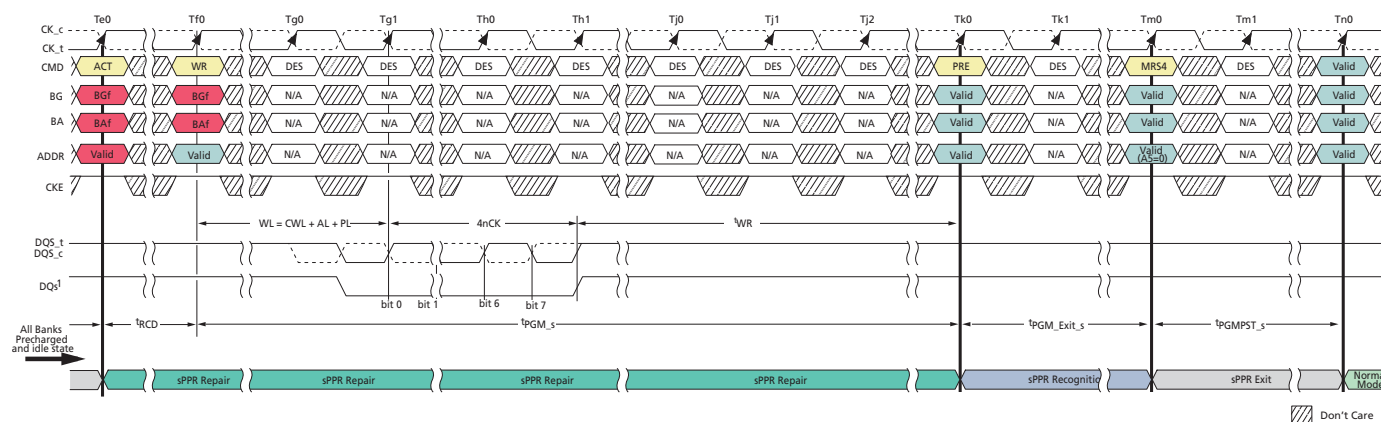 Te0 Tf0 Tg0 Tg1 Th0 Th1 Tj0 Tj1 Tj2 Tk0 Tk1 Tm0 Tm1 Tn0
CK_c
CK_t
CMD ACT WR DES DES DES DES DES DES DES PRE DES MRS4 DES Valid
BG BGf BGf N/A N/A N/A N/A N/A N/A N/A Valid N/A Valid N/A Valid
BA BAf BAf N/A N/A N/A N/A N/A N/A N/A Valid N/A Valid N/A Valid
ADDR Valid Valid N/A N/A N/A N/A N/A N/A N/A Valid N/A Valid (A5=0) N/A Valid
CKE
WL = CWL + AL + PL 4nCK tWR
DQS_t
DQS_c
DQs1
bit 0 bit 1 bit 6 bit 7
All Banks
Precharged
and idle state
tRCD tPGM_s tPGM_Exit_s tPGMPST_s
sPPR Repair sPPR Repair sPPR Repair sPPR Repair sPPR Recognitio sPPR Exit Norma
Mode
Don't Care